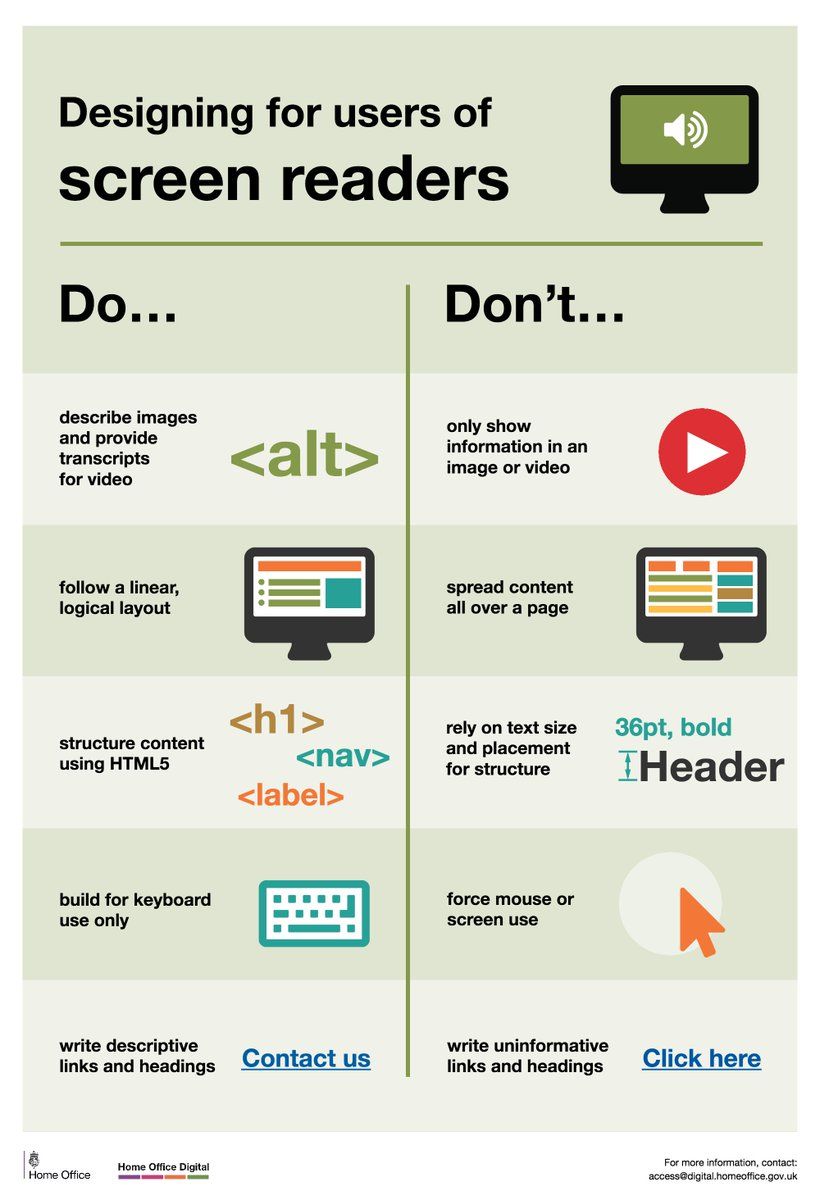 Designing for users of
screen readers
Do…
Don’t…
describe images
and provide
transcripts
for video
<alt>
only show
information in an
image or video
follow a linear,
logical layout
spread content
all over a page
structure content
using HTML5
<h1>
<nav>
<label>
rely on text size
and placement
for structure
36pt, bold
Header
build for keyboard
use only
force mouse or
screen use
write descriptive
links and headings
Contact us
write uninformative
links and headings
Click here
Home Office
Home Office Digital
For more information, contact:
access@digital.homeoffice.gov.uk